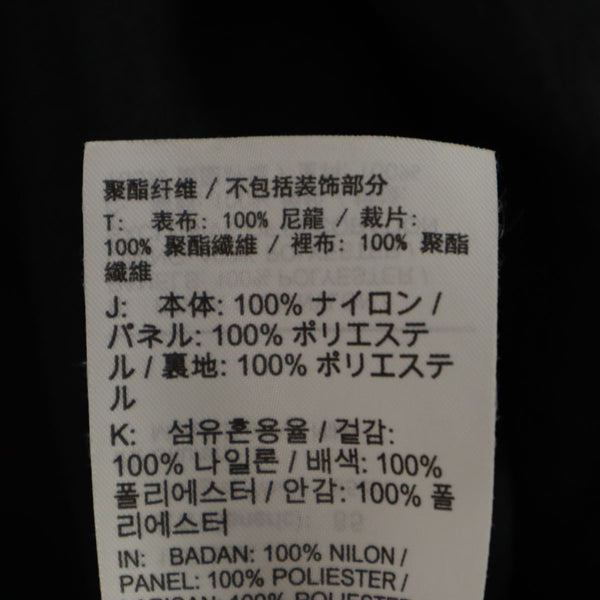 聚酯纤维 / 不包括装饰部分
T: 表布: 100% 尼龍 / 裁片:
100% 聚酯纖維 / 裡布: 100% 聚酯
纖維
J: 本体: 100% ナイロン /
パネル: 100% ポリエステ
ル / 裏地: 100% ポリエステ
ル
K: 섬유혼용율 / 겉감:
100% 나일론 / 배색: 100%
폴리에스터 / 안감: 100% 폴
리에스터
IN: BADAN: 100% NILON /
PANEL: 100% POLIESTER /